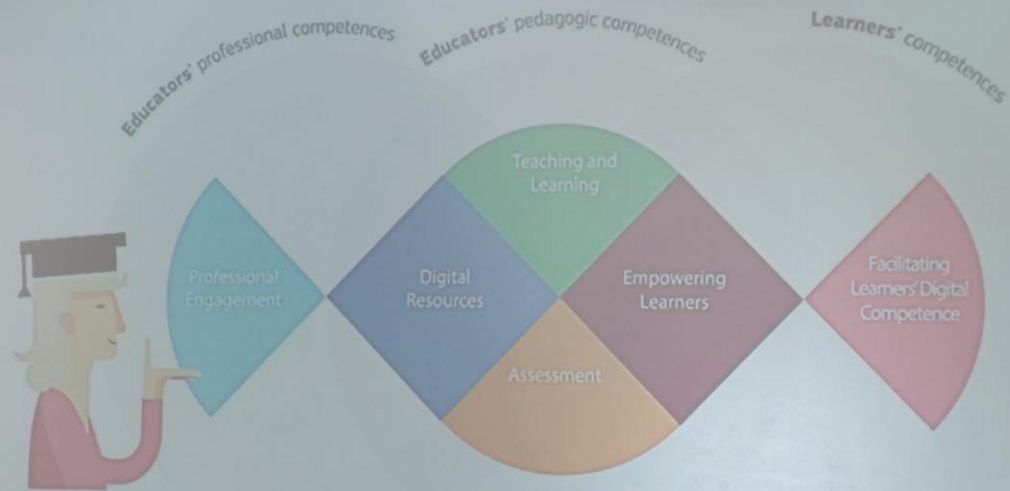 Educators' professional competences
Educators' pedagogic competences
Learners' competences
Teaching and
Learning
Professional
Engagement
Digital
Resources
Empowering
Learners
Facilitating
Learners' Digital
Competence
Assessment